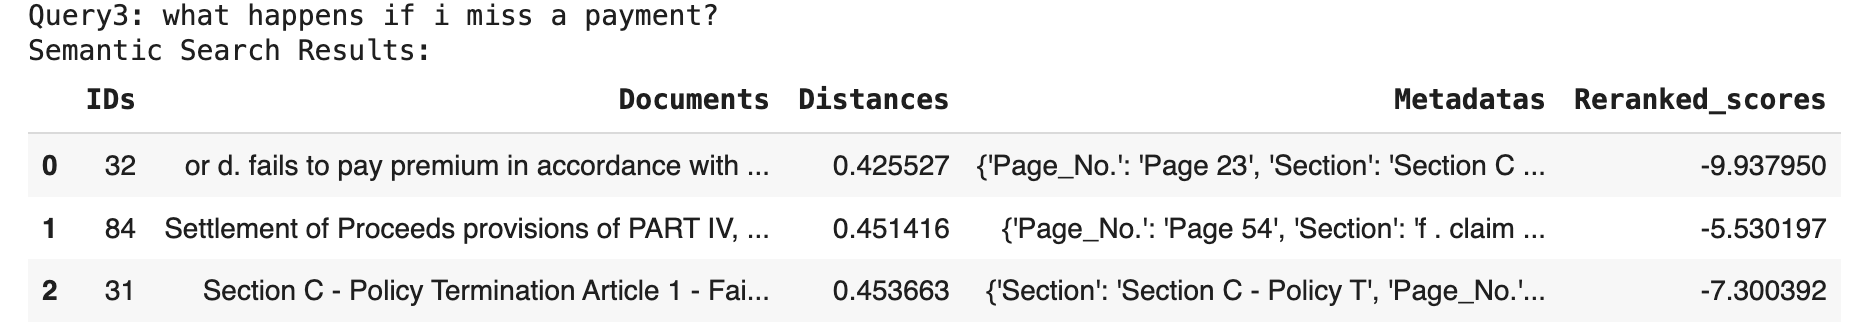 Query3: what happens if i miss a payment?
Semantic Search Results:
IDs Documents Distances Metadatas Reranked_scores
0 32 or d. fails to pay premium in accordance with ... 0.425527 {'Page_No.': 'Page 23', 'Section': 'Section C ... -9.937950
1 84 Settlement of Proceeds provisions of PART IV, ... 0.451416 {'Page_No.': 'Page 54', 'Section': 'f . claim ... -5.530197
2 31 Section C - Policy Termination Article 1 - Fai... 0.453663 {'Section': 'Section C - Policy T', 'Page_No.'... -7.300392